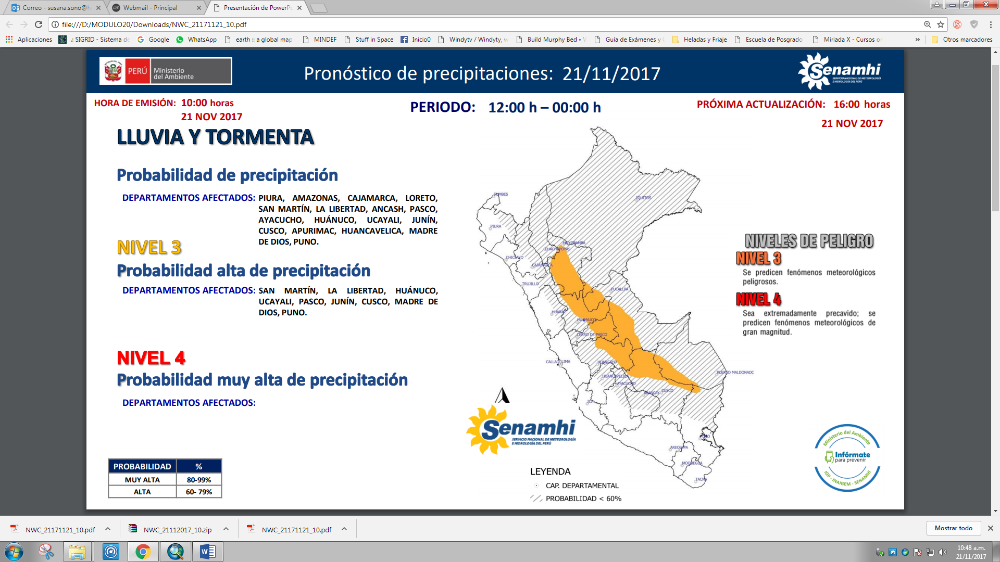 Correo - susana.sono@h
Webmail - Principal
Presentación de PowerPo
file:///D:/MODULO20/Downloads/NWC_21171121_10.pdf
Aplicaciones
.: SIGRID - Sistema de
Google
WhatsApp
earth :: a global map
MINDEF
Stuff in Space
Inicio0
Windytv / Windyty, w
Build Murphy Bed • V
Guía de Exámenes y C
Heladas y Friaje
Escuela de Posgrado
Miriada X - Cursos on
»
Otros marcadores
PERÚ
Ministerio
del Ambiente
Pronóstico de precipitaciones: 21/11/2017
Senamhi
SERVICIO NACIONAL DE METEOROLOGÍA
E HIDROLOGÍA DEL PERÚ
HORA DE EMISIÓN: 10:00 horas
21 NOV 2017
PERIODO: 12:00 h – 00:00 h
PRÓXIMA ACTUALIZACIÓN: 16:00 horas
21 NOV 2017
LLUVIA Y TORMENTA
Probabilidad de precipitación
DEPARTAMENTOS AFECTADOS: PIURA, AMAZONAS, CAJAMARCA, LORETO,
SAN MARTÍN, LA LIBERTAD, ANCASH, PASCO,
AYACUCHO, HUÁNUCO, UCAYALI, JUNÍN,
CUSCO, APURIMAC, HUANCAVELICA, MADRE
DE DIOS, PUNO.
NIVEL 3
Probabilidad alta de precipitación
DEPARTAMENTOS AFECTADOS: SAN MARTÍN, LA LIBERTAD, HUÁNUCO,
UCAYALI, PASCO, JUNÍN, CUSCO, MADRE DE
DIOS, PUNO.
NIVEL 4
Probabilidad muy alta de precipitación
DEPARTAMENTOS AFECTADOS:
PROBABILIDAD %
MUY ALTA 80-99%
ALTA 60- 79%
TUMBES
IQUITOS
PIURA
MOYOBAMBA
CHACHAPOYAS
CHICLAYO
CAJAMARCA
TRUJILLO
PUCALLPA
HUARAZ
HU�NUCO
CERRO DE PASCO
CALLAO LIMA
HUANCAYO
PUERTO MALDONADO
HUANCAVELICA
AYACUCHO
ABANCAY CUSCO
ICA
PUNO
AREQUIPA
MOQUEGUA
TACNA
Senamhi
SERVICIO NACIONAL DE METEOROLOGÍA
E HIDROLOGÍA DEL PERÚ
LEYENDA
CAP. DEPARTAMENTAL
PROBABILIDAD < 60%
NIVELES DE PELIGRO
NIVEL 3
Se predicen fenómenos meteorológicos
peligrosos.
NIVEL 4
Sea extremadamente precavido; se
predicen fenómenos meteorológicos de
gran magnitud.
Ministerio del Ambiente
Infórmate
para prevenir
IGP - INAIGEM - SENAMHI
NWC_21171121_10.pdf
NWC_21112017_10.zip
NWC_21171121_10.pdf
Mostrar todo
10:48 a.m.
21/11/2017